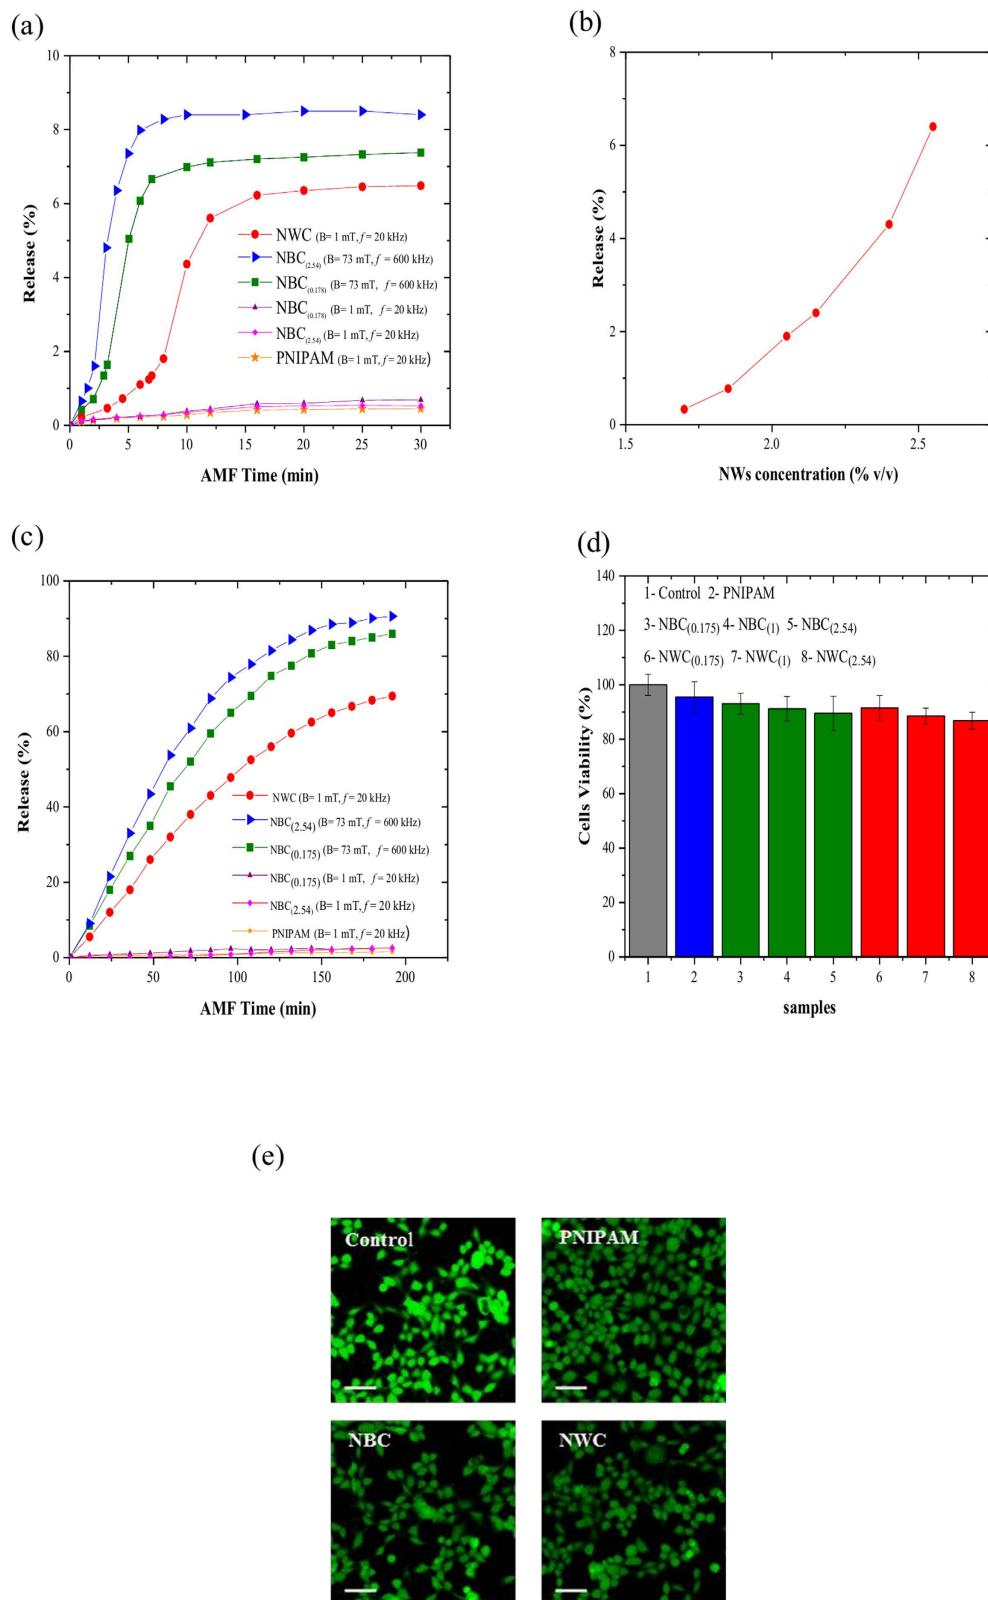 (a)
10
8
6
4
2
0
Release (%)
NWC (B= 1 mT, f = 20 kHz)
NBC(2.54) (B= 73 mT, f = 600 kHz)
NBC(0.178) (B= 73 mT, f = 600 kHz)
NBC(0.178) (B= 1 mT, f = 20 kHz)
NBC(2.54) (B= 1 mT, f = 20 kHz)
PNIPAM (B= 1 mT, f = 20 kHz)
0 5 10 15 20 25 30
AMF Time (min)
(b)
8
6
4
2
0
Release (%)
1.5 2.0 2.5
NWs concentration (% v/v)
(c)
100
80
60
40
20
0
Release (%)
NWC (B= 1 mT, f = 20 kHz)
NBC(2.54) (B= 73 mT, f = 600 kHz)
NBC(0.175) (B= 73 mT, f = 600 kHz)
NBC(0.175) (B= 1 mT, f = 20 kHz)
NBC(2.54) (B= 1 mT, f = 20 kHz)
PNIPAM (B= 1 mT, f = 20 kHz)
0 50 100 150 200
AMF Time (min)
(d)
140
120
100
80
60
40
20
0
Cells Viability (%)
1- Control 2- PNIPAM
3- NBC(0.175) 4- NBC(1) 5- NBC(2.54)
6- NWC(0.175) 7- NWC(1) 8- NWC(2.54)
1 2 3 4 5 6 7 8
samples
(e)
Control
PNIPAM
NBC
NWC